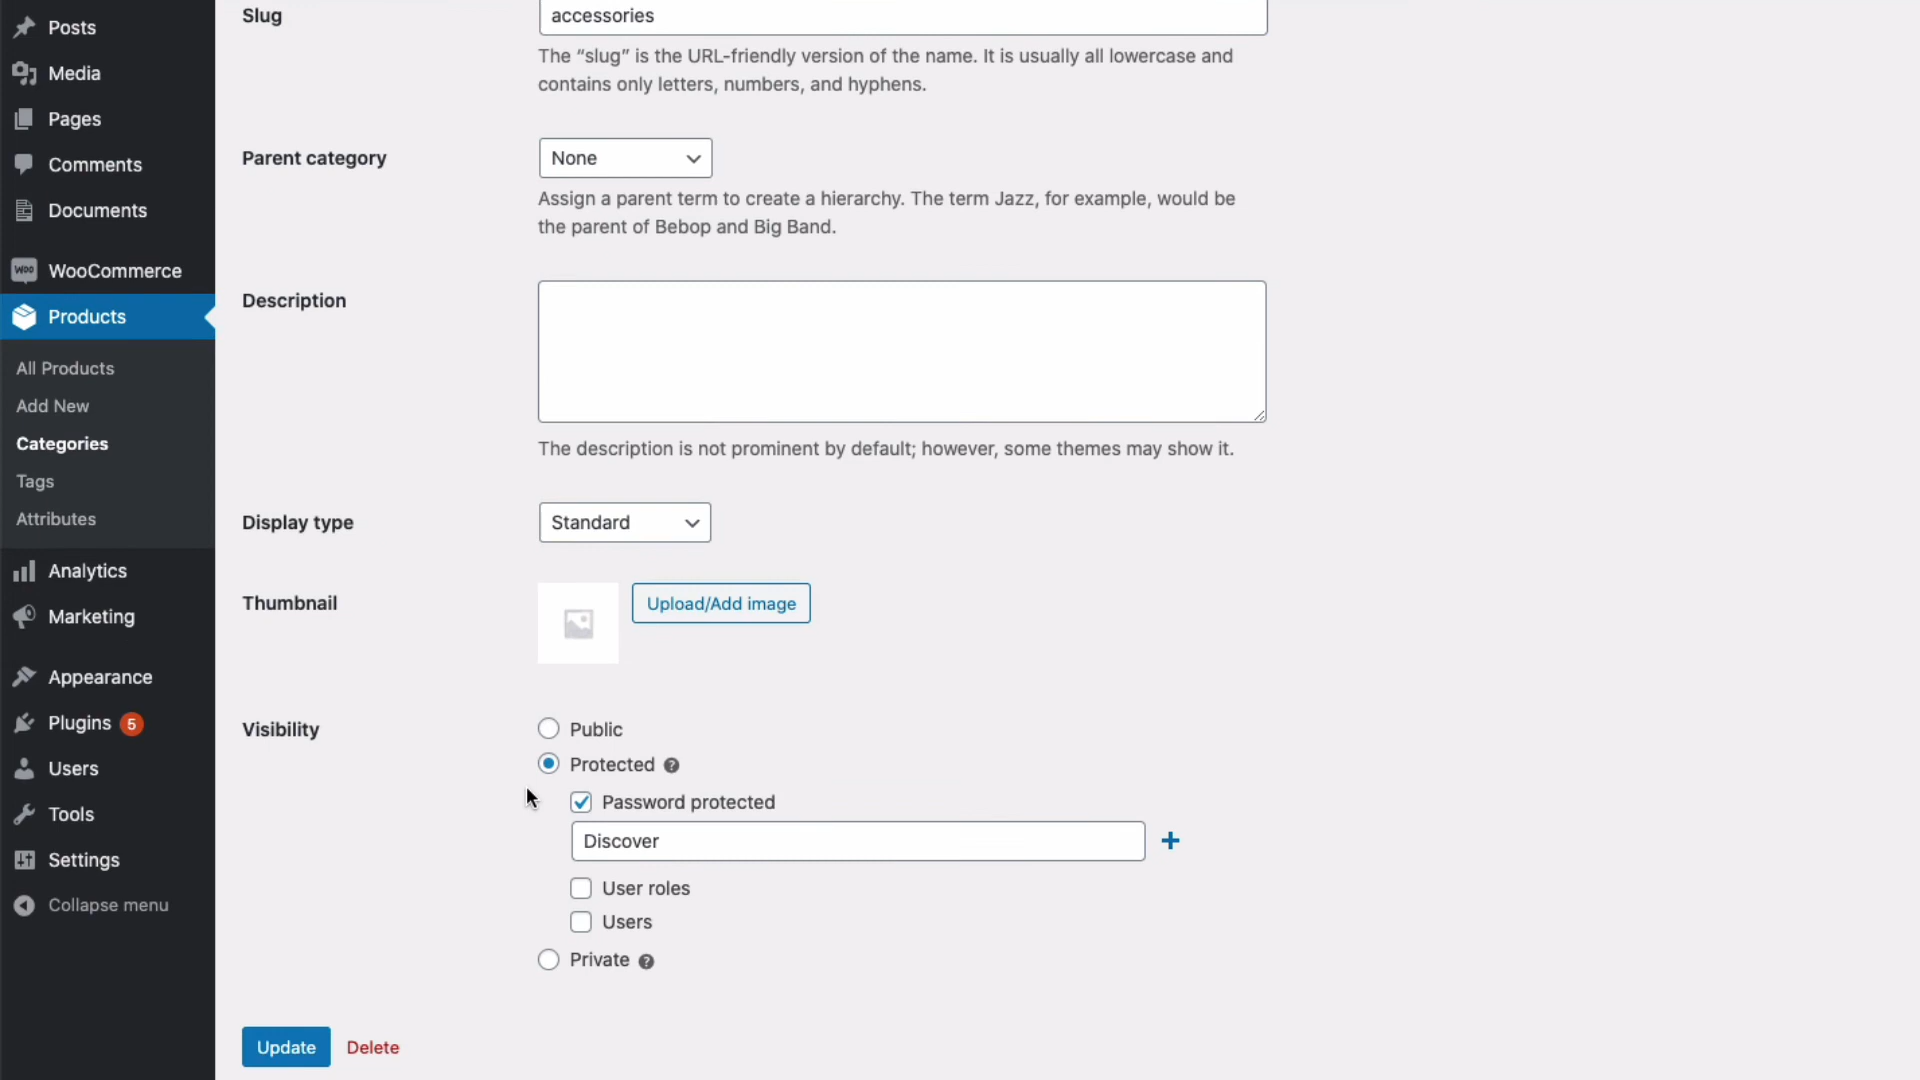 Posts
Media
Pages
Comments
Documents
WOO WooCommerce
Products
All Products
Add New
Categories
Tags
Attributes
Analytics
Marketing
Appearance
Plugins 5
Users
Tools
Settings
Collapse menu
Slug
accessories
The “slug” is the URL-friendly version of the name. It is usually all lowercase and
contains only letters, numbers, and hyphens.
Parent category
None
Assign a parent term to create a hierarchy. The term Jazz, for example, would be
the parent of Bebop and Big Band.
Description
The description is not prominent by default; however, some themes may show it.
Display type
Standard
Thumbnail
Upload/Add image
Visibility
Public
Protected ?
Password protected
Discover
+
User roles
Users
Private ?
Update Delete